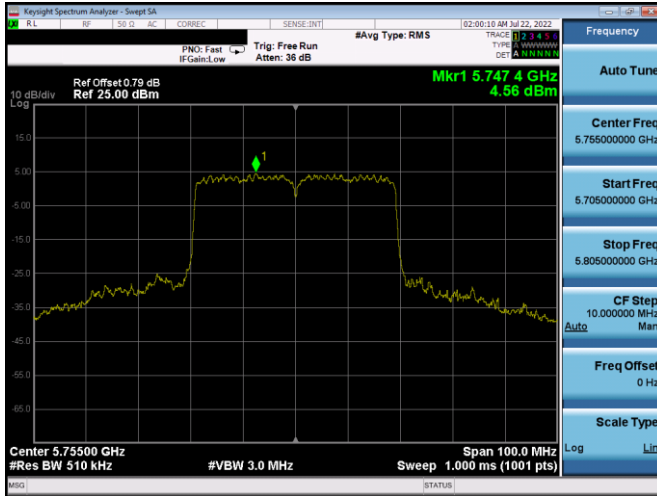 Keysight Spectrum Analyzer - Swept SA
RL RF 50 Ω AC CORREC SENSE:INT 02:00:10 AM Jul 22, 2022
#Avg Type: RMS TRACE 1 2 3 4 5 6
PNO: Fast Trig: Free Run TYPE A WWWWW
IFGain:Low Atten: 36 dB DET A N N N N N
Ref Offset 0.79 dB Mkr1 5.747 4 GHz
10 dB/div Ref 25.00 dBm 4.56 dBm
Log
15.0
1
5.00
-5.00
-15.0
-25.0
-35.0
-45.0
-55.0
-65.0
Center 5.75500 GHz Span 100.0 MHz
#Res BW 510 kHz #VBW 3.0 MHz Sweep 1.000 ms (1001 pts)
MSG STATUS
Frequency
Auto Tune
Center Freq
5.755000000 GHz
Start Freq
5.705000000 GHz
Stop Freq
5.805000000 GHz
CF Step
10.000000 MHz
Auto Man
Freq Offset
0 Hz
Scale Type
Log Lin